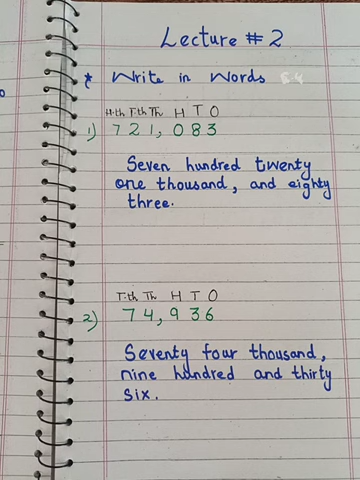 Lecture # 2
* Write in Words
H.th T.th Th H T O
1) 721,083
Seven hundred twenty
one thousand, and eighty
three.
T.th Th H T O
2) 74,936
Seventy four thousand,
nine hundred and thirty
six.